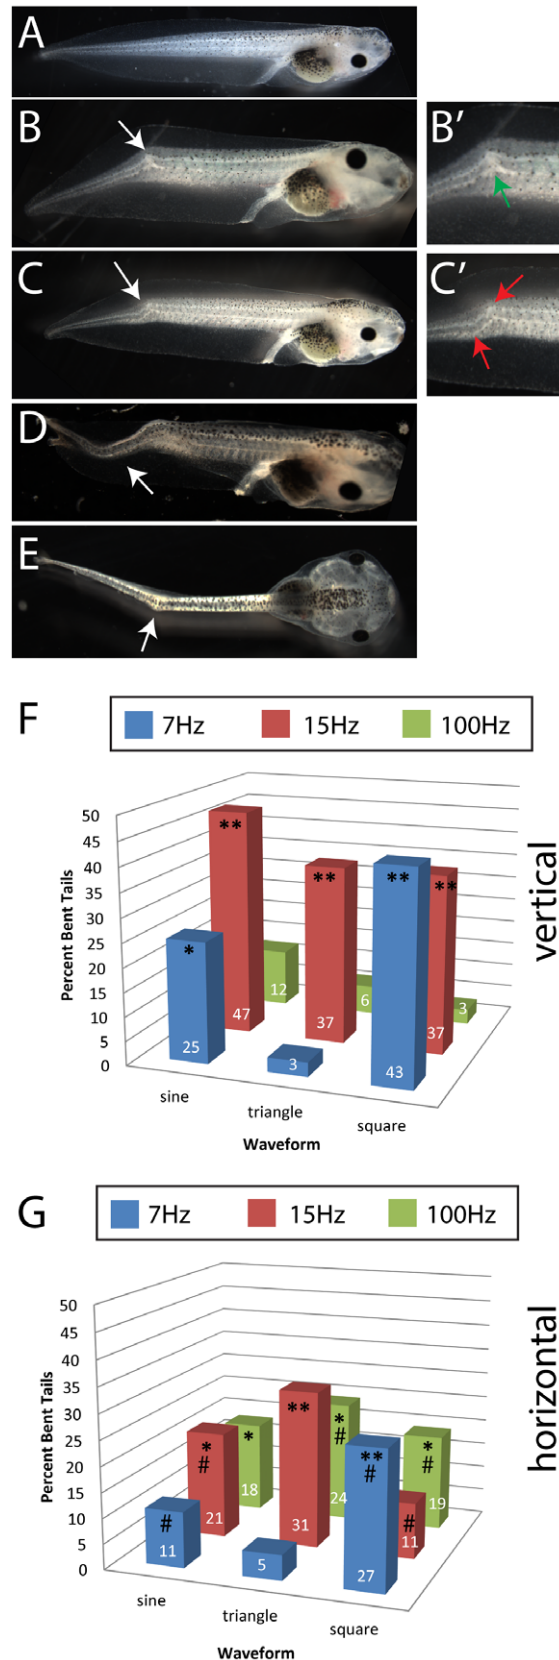 A
B
B′
C
C′
D
E
F
7Hz 15Hz 100Hz
vertical
Percent Bent Tails
50
45
40
35
30
25
20
15
10
5
0
**
**
**
**
*
12
6
3
47
37
37
25
3
43
sine
triangle
square
Waveform
G
7Hz 15Hz 100Hz
horizontal
Percent Bent Tails
50
45
40
35
30
25
20
15
10
5
0
**
*
#
**
#
*
#
*
*
#
#
#
18
24
19
21
31
11
11
5
27
sine
triangle
square
Waveform